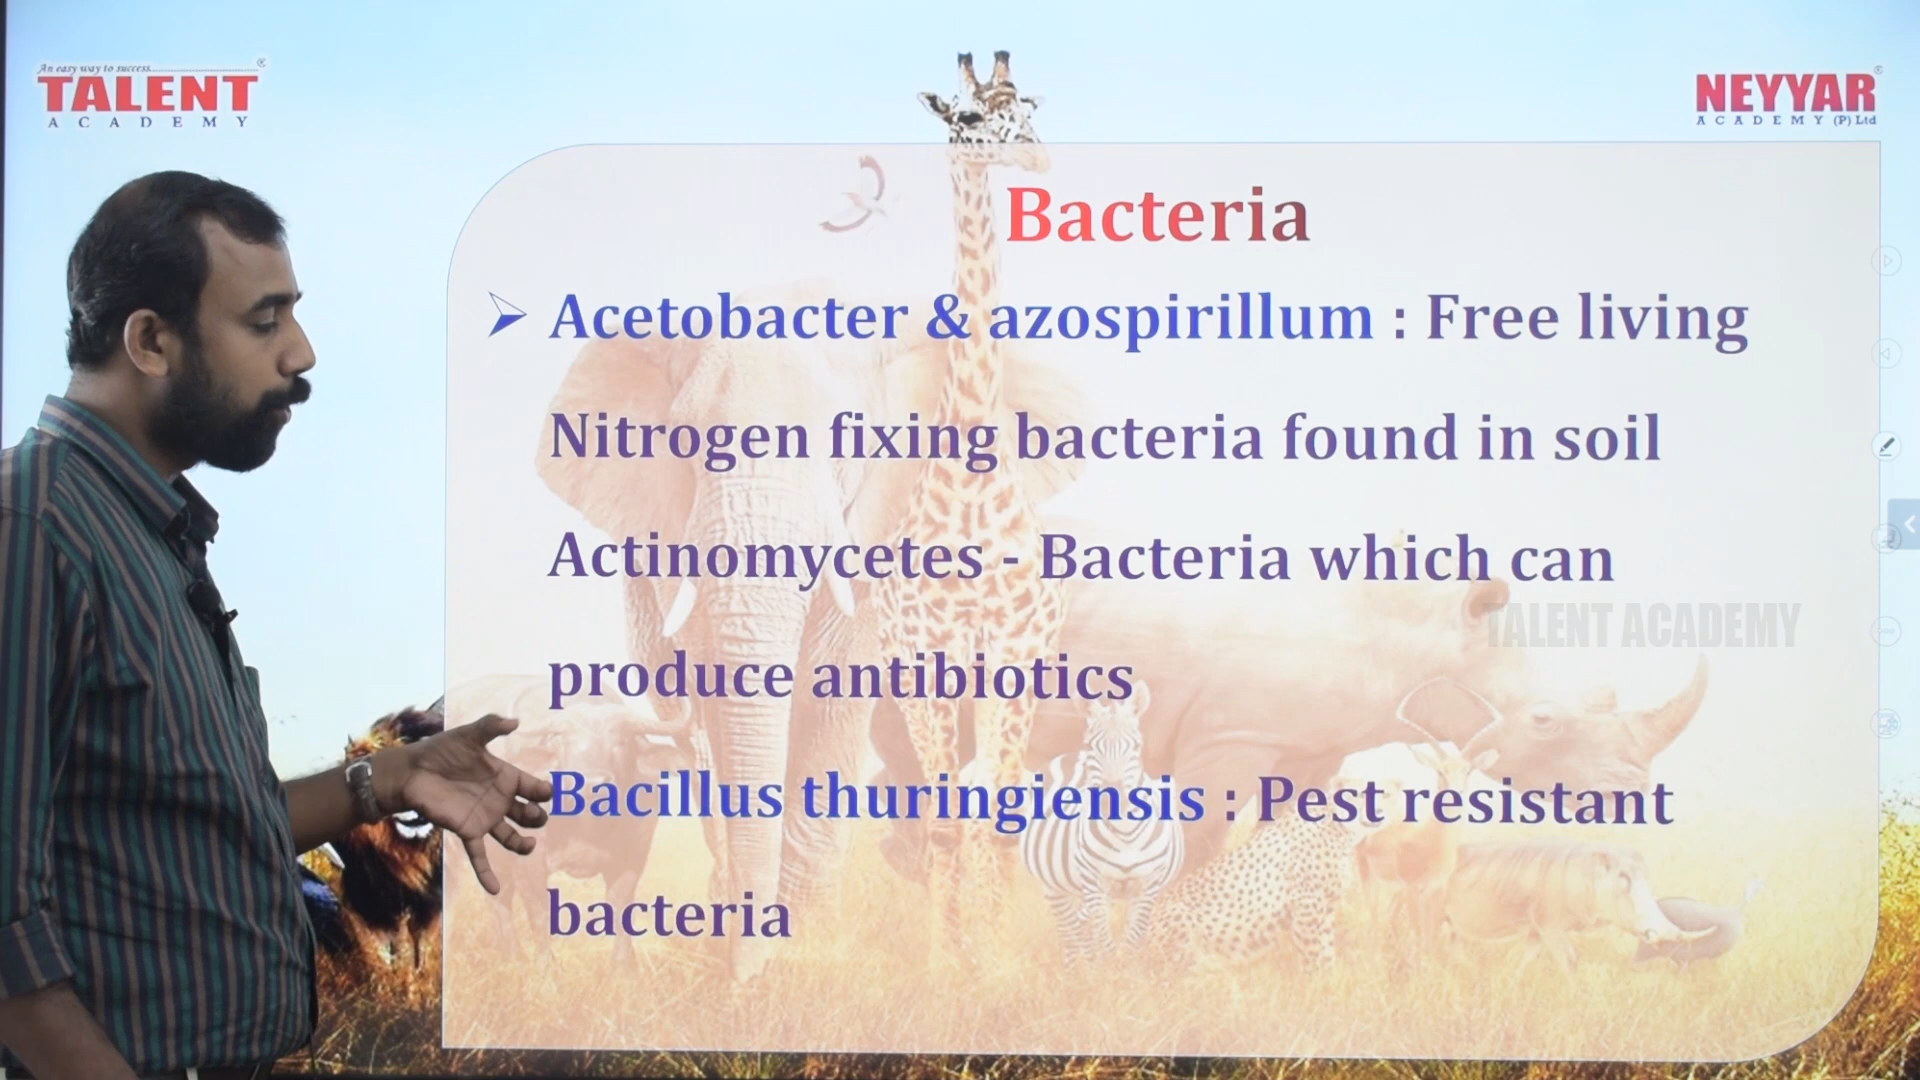 An easy way to success
TALENT
ACADEMY
NEYYAR
ACADEMY (P) Ltd
Bacteria
Acetobacter & azospirillum : Free living
Nitrogen fixing bacteria found in soil
Actinomycetes - Bacteria which can
produce antibiotics
TALENT ACADEMY
Bacillus thuringiensis : Pest resistant
bacteria